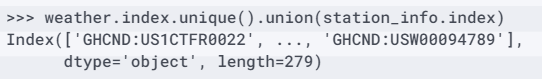 >>> weather.index.unique().union(station_info.index)
Index(['GHCND:US1CTFR0022', ..., 'GHCND:USW00094789'],
      dtype='object', length=279)